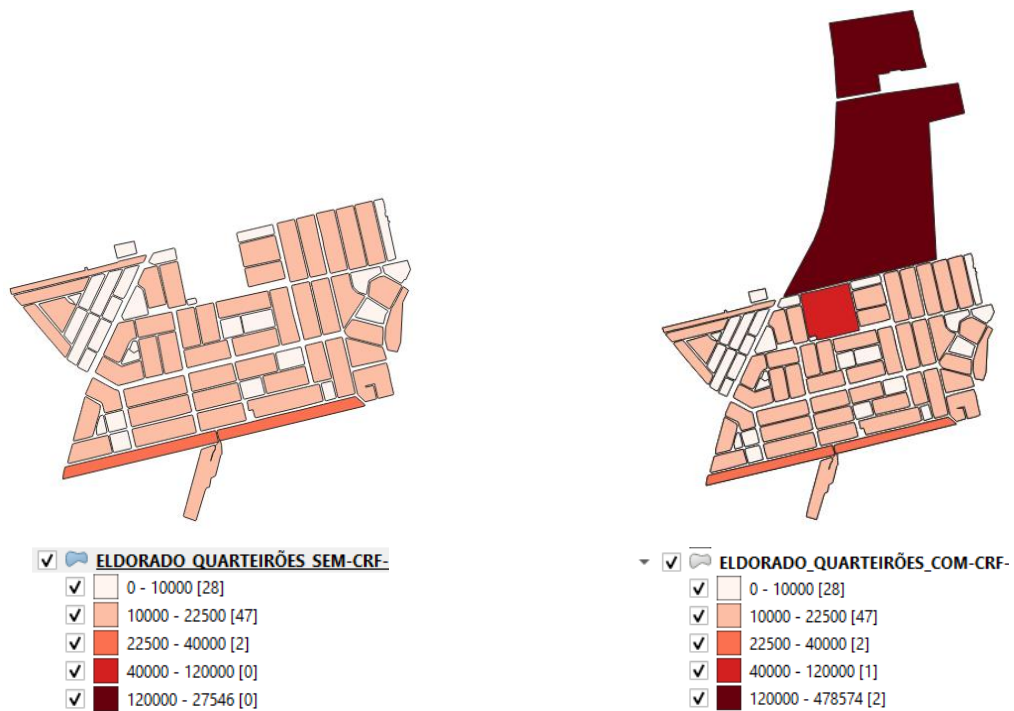 ELDORADO_QUARTEIRÕES_SEM-CRF-
0 - 10000 [28]
10000 - 22500 [47]
22500 - 40000 [2]
40000 - 120000 [0]
120000 - 27546 [0]
ELDORADO_QUARTEIRÕES_COM-CRF-
0 - 10000 [28]
10000 - 22500 [47]
22500 - 40000 [2]
40000 - 120000 [1]
120000 - 478574 [2]